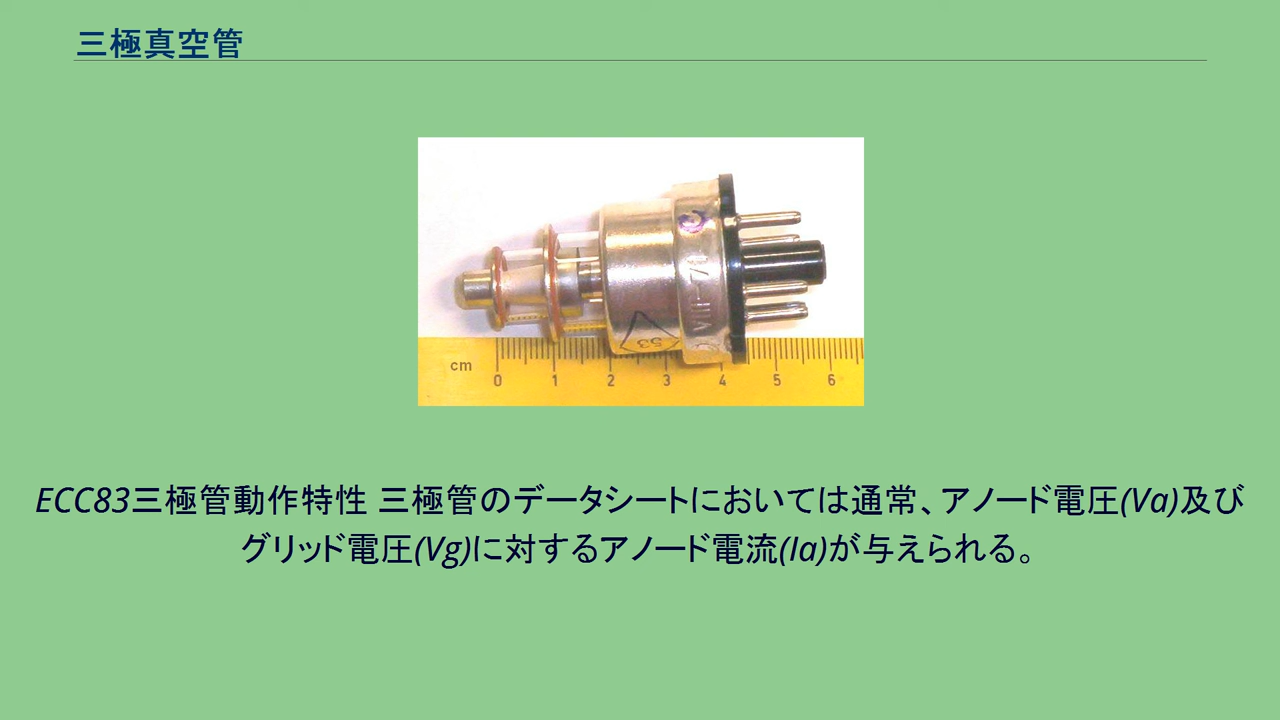 三極真空管
53
cm 0 1 2 3 4 5 6
ECC83三極管動作特性 三極管のデータシートにおいては通常、アノード電圧(Va)及び
グリッド電圧(Vg)に対するアノード電流(Ia)が与えられる。